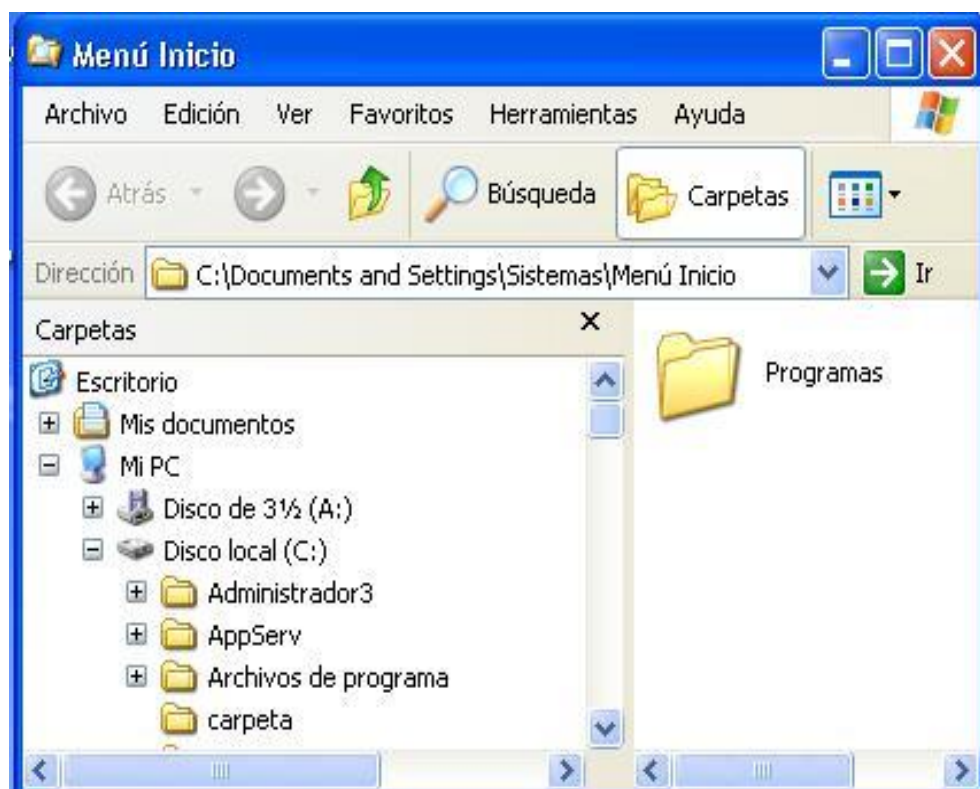 Menú Inicio
Archivo Edición Ver Favoritos Herramientas Ayuda
Atrás Búsqueda Carpetas
Dirección C:\Documents and Settings\Sistemas\Menú Inicio Ir
Carpetas
Escritorio
Mis documentos
Mi PC
Disco de 3½ (A:)
Disco local (C:)
Administrador3
AppServ
Archivos de programa
carpeta
Programas